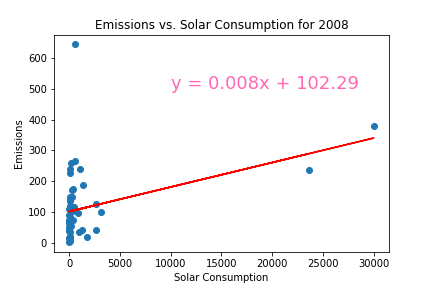 Emissions vs. Solar Consumption for 2008
y = 0.008x + 102.29
Emissions
600
500
400
300
200
100
0
0 5000 10000 15000 20000 25000 30000
Solar Consumption